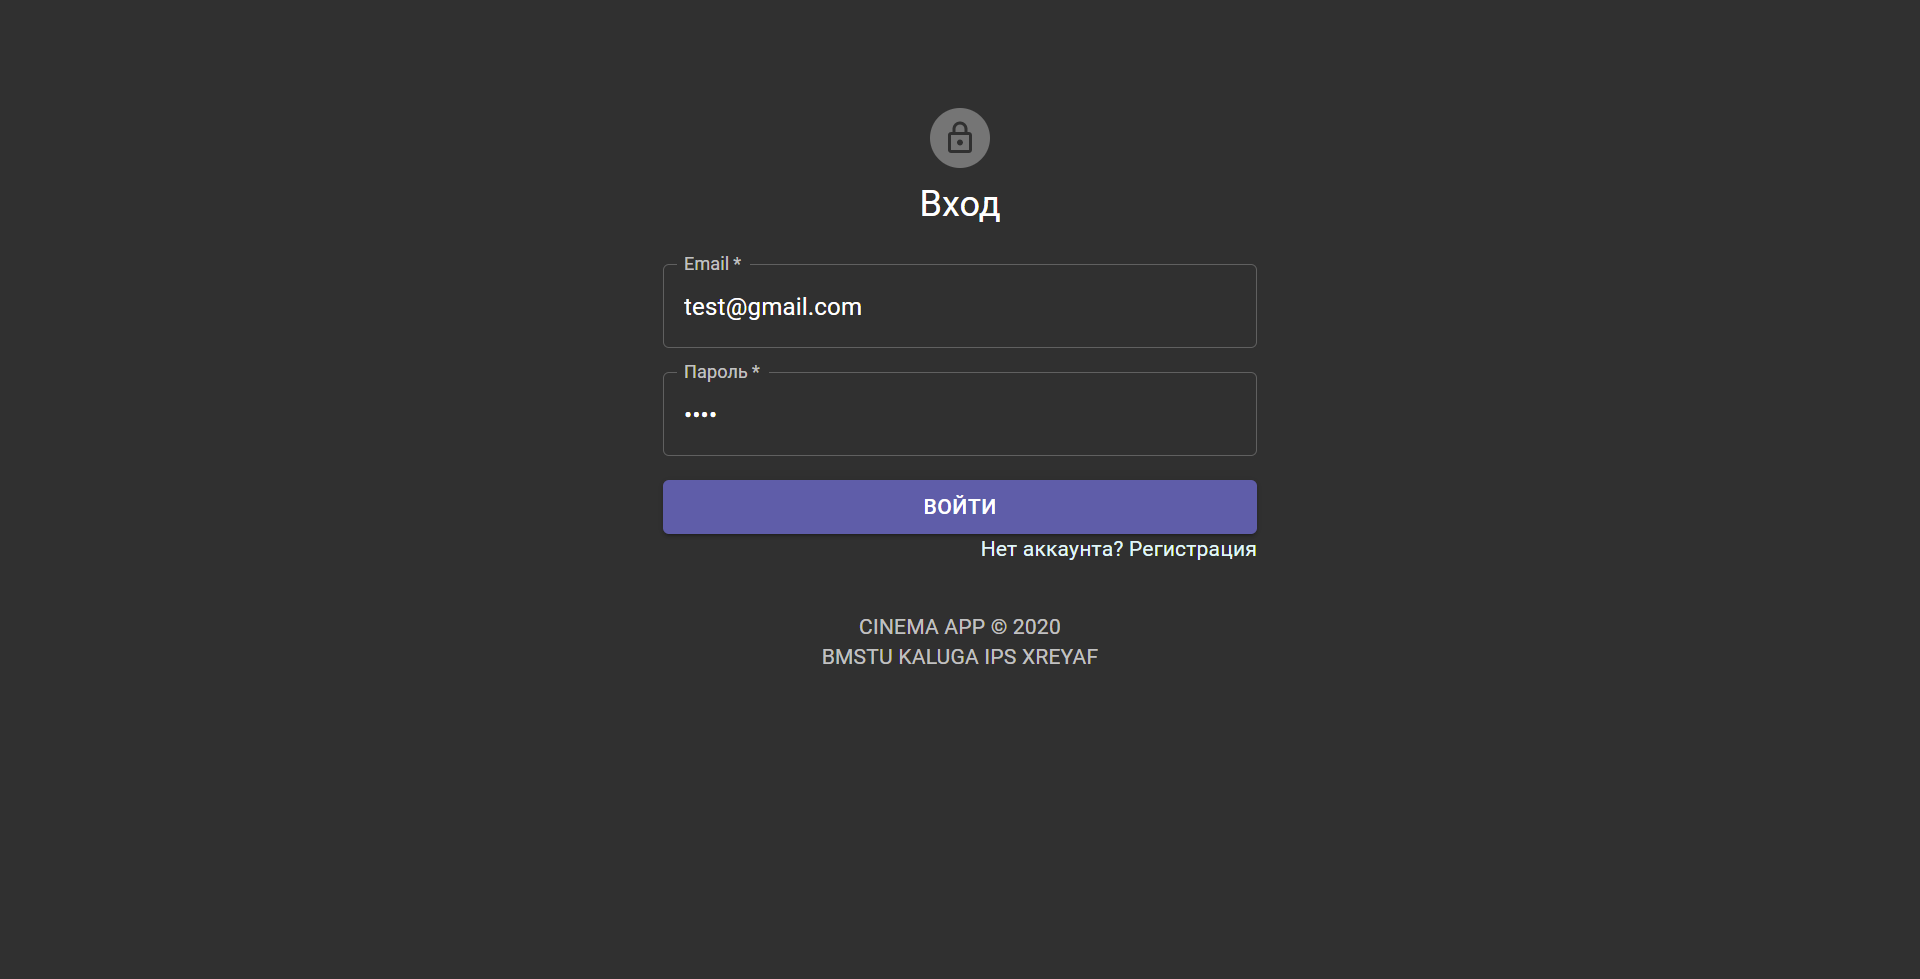 Вход
Email *
test@gmail.com
Пароль *
••••
ВОЙТИ
Нет аккаунта? Регистрация
CINEMA APP © 2020
BMSTU KALUGA IPS XREYAF